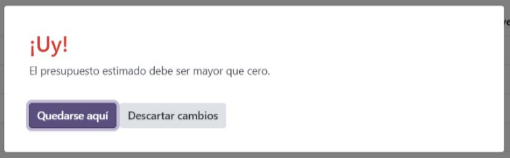 ¡Uy!
El presupuesto estimado debe ser mayor que cero.
Quedarse aquí Descartar cambios